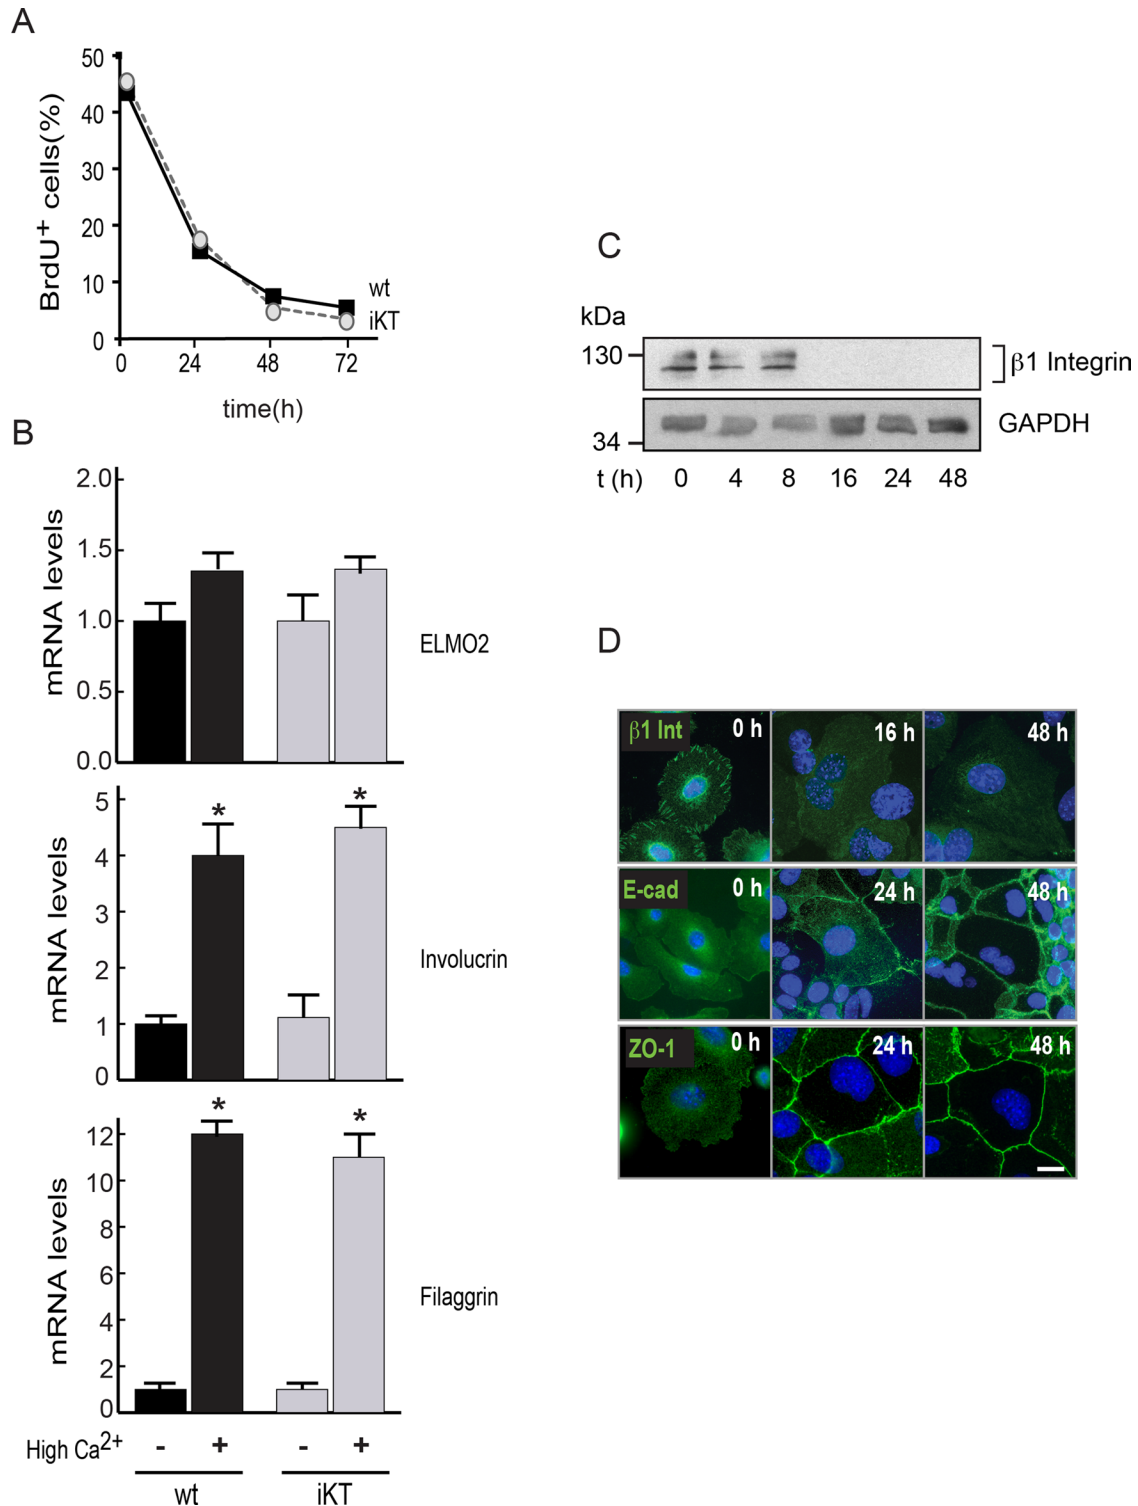 A
50
40
30
20
10
0
BrdU+ cells(%)
wt
iKT
0 24 48 72
time(h)
B
2.0
1.5
1.0
0.5
0.0
mRNA levels
ELMO2
* *
5
4
3
2
1
0
mRNA levels
Involucrin
* *
12
10
8
6
4
2
0
mRNA levels
Filaggrin
High Ca2+ - + - +
wt iKT
C
kDa
130
β1 Integrin
34
GAPDH
t (h) 0 4 8 16 24 48
D
β1 Int 0 h 16 h 48 h
E-cad 0 h 24 h 48 h
ZO-1 0 h 24 h 48 h